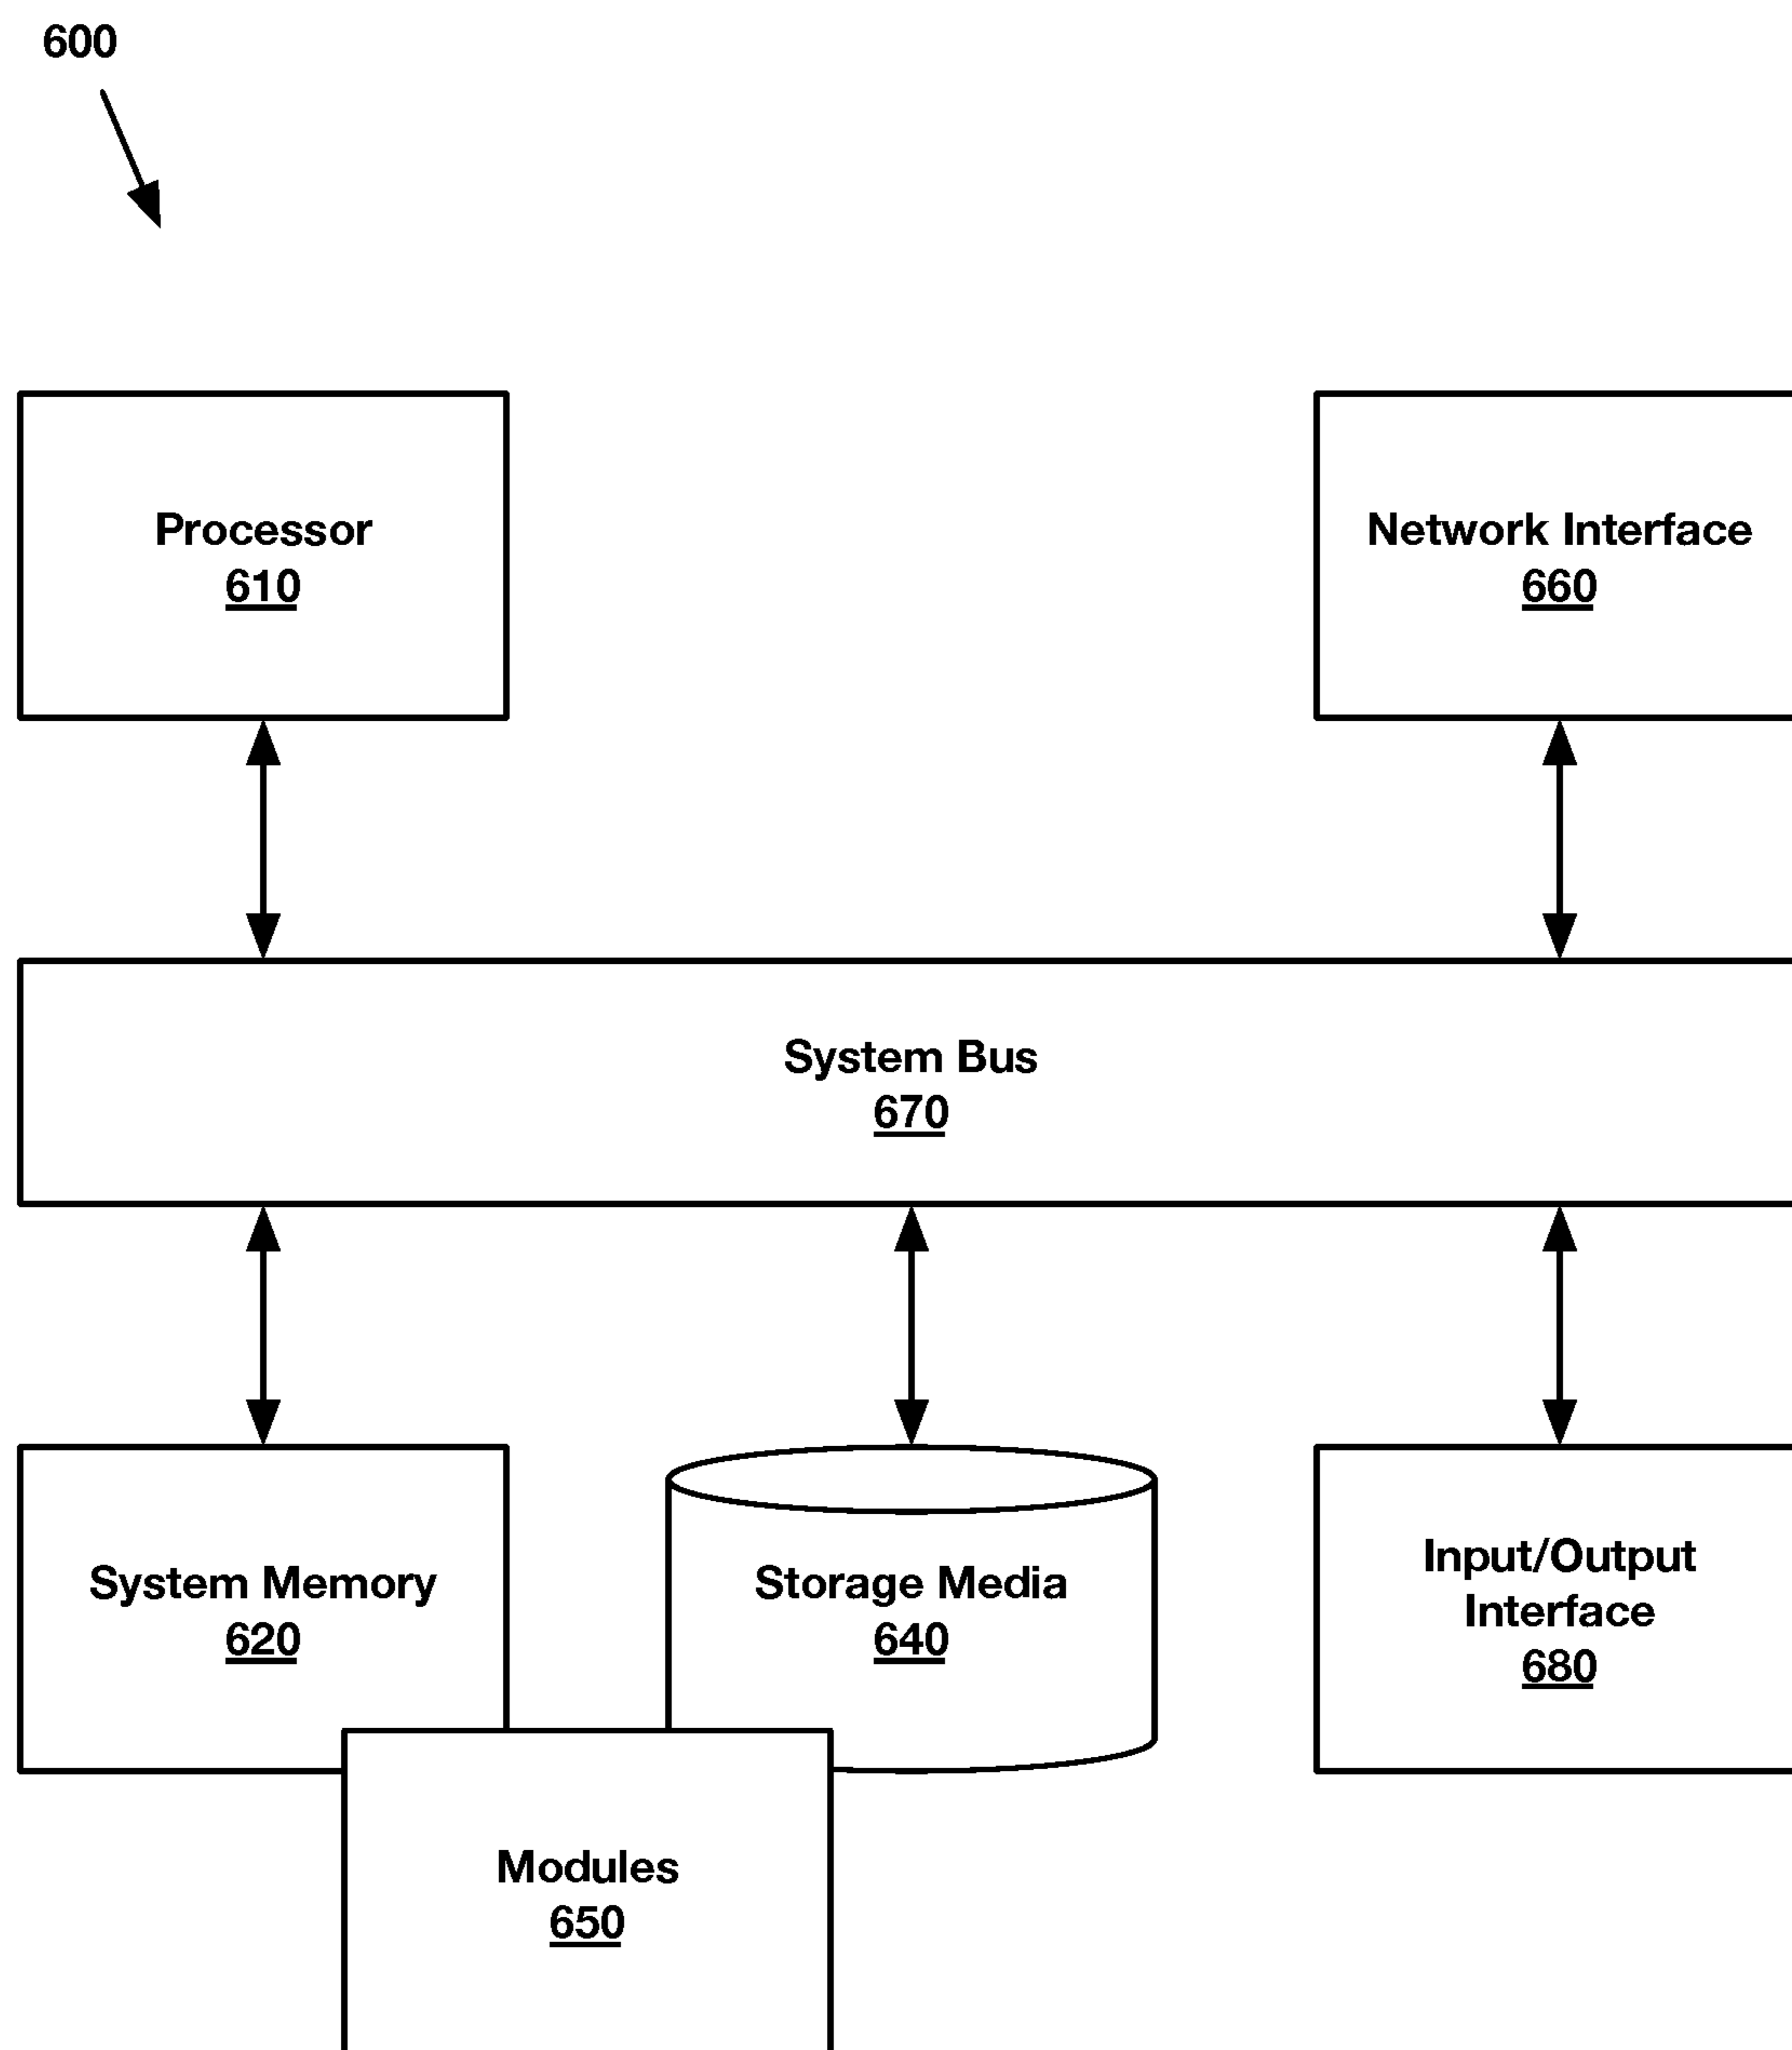 600
Processor
610
Network Interface
660
System Bus
670
System Memory
620
Storage Media
640
Input/Output
Interface
680
Modules
650